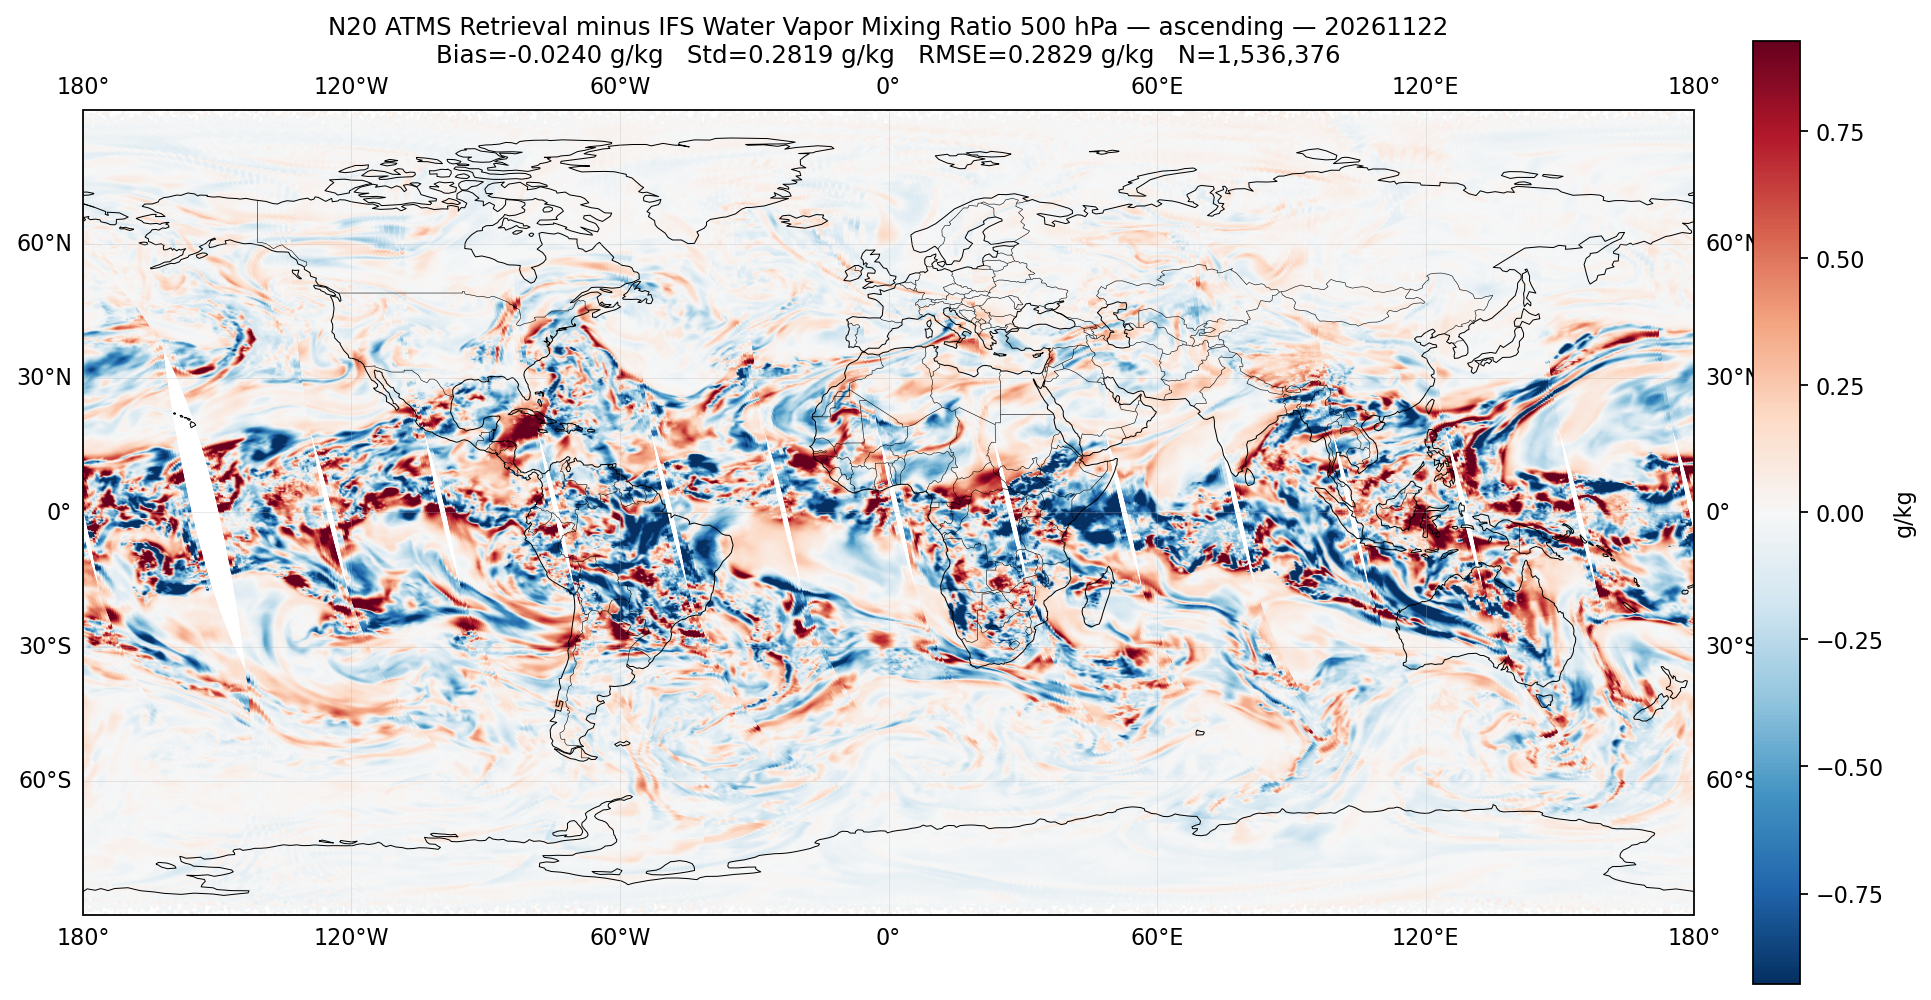 N20 ATMS Retrieval minus IFS Water Vapor Mixing Ratio 500 hPa — ascending — 20261122
Bias=-0.0240 g/kg   Std=0.2819 g/kg   RMSE=0.2829 g/kg   N=1,536,376
180° 120°W 60°W 0° 60°E 120°E 180°
60°N 60°N
30°N 30°N
0° 0°
30°S 30°S
60°S 60°S
180° 120°W 60°W 0° 60°E 120°E 180°
0.75
0.50
0.25
0.00
−0.25
−0.50
−0.75
g/kg